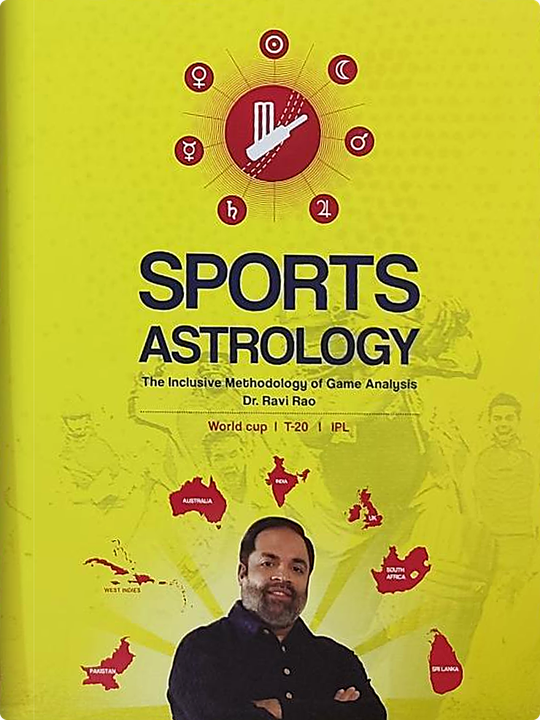 SPORTS
ASTROLOGY
The Inclusive Methodology of Game Analysis
Dr. Ravi Rao
World cup | T-20 | IPL
INDIA
AUSTRALIA
UK
SOUTH
AFRICA
WEST INDIES
PAKISTAN
SRI LANKA